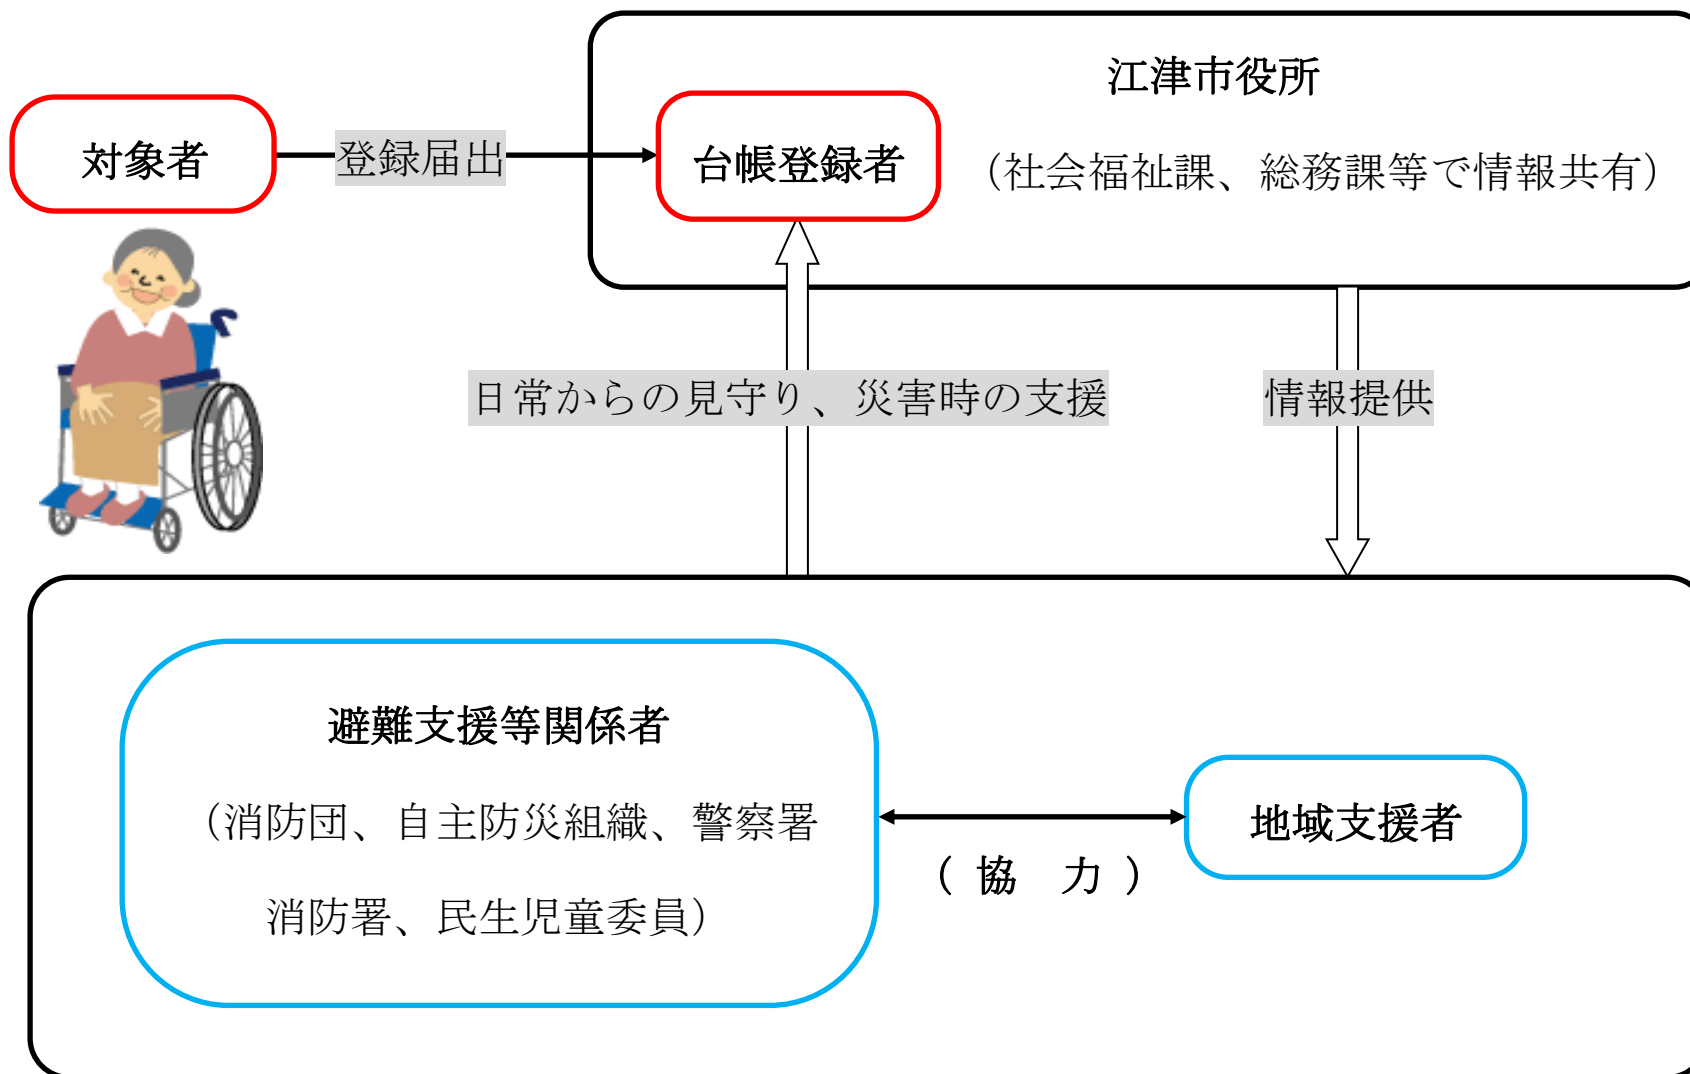 江津市役所
対象者
登録届出
台帳登録者
（社会福祉課、総務課等で情報共有）
日常からの見守り、災害時の支援
情報提供
避難支援等関係者
（消防団、自主防災組織、警察署
消防署、民生児童委員）
地域支援者
（協　力）